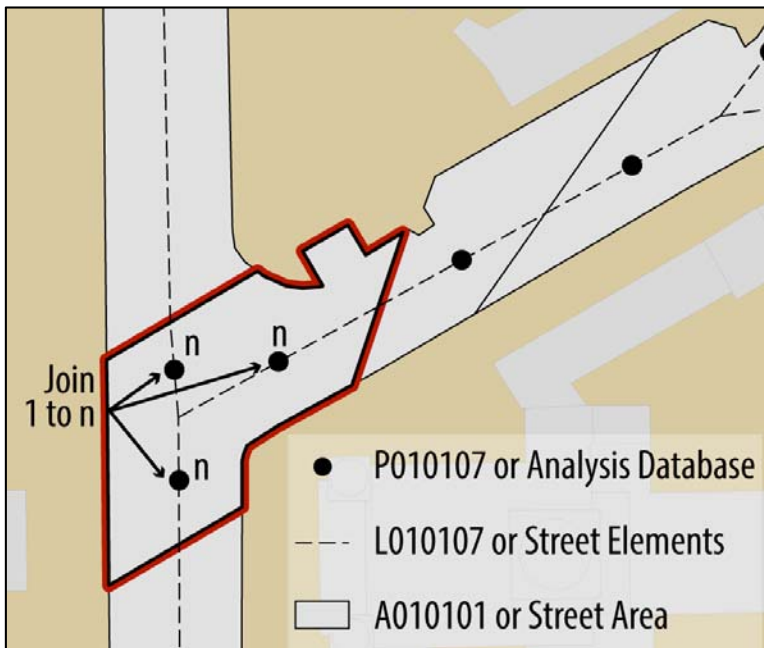 n
n
Join
1 to n
n
P010107 or Analysis Database
L010107 or Street Elements
A010101 or Street Area